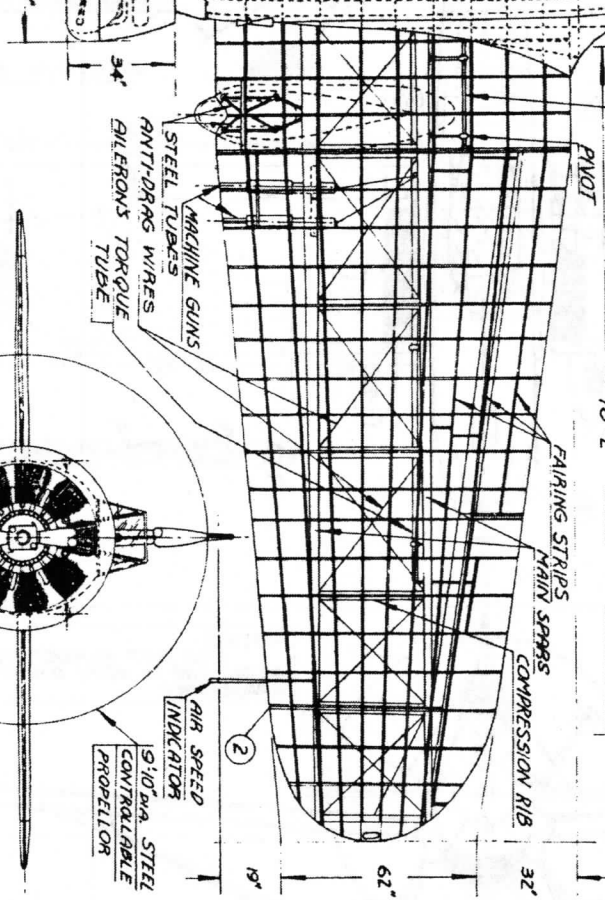 34"
PIVOT
MACHINE GUNS
STEEL TUBES
ANTI-DRAG WIRES
AILERONS TORQUE
TUBE
FAIRING STRIPS
MAIN SPARS
COMPRESSION RIB
AIR SPEED
INDICATOR
2
9'10" DIA. STEEL
CONTROLLABLE
PROPELLOR
19"
62"
32"